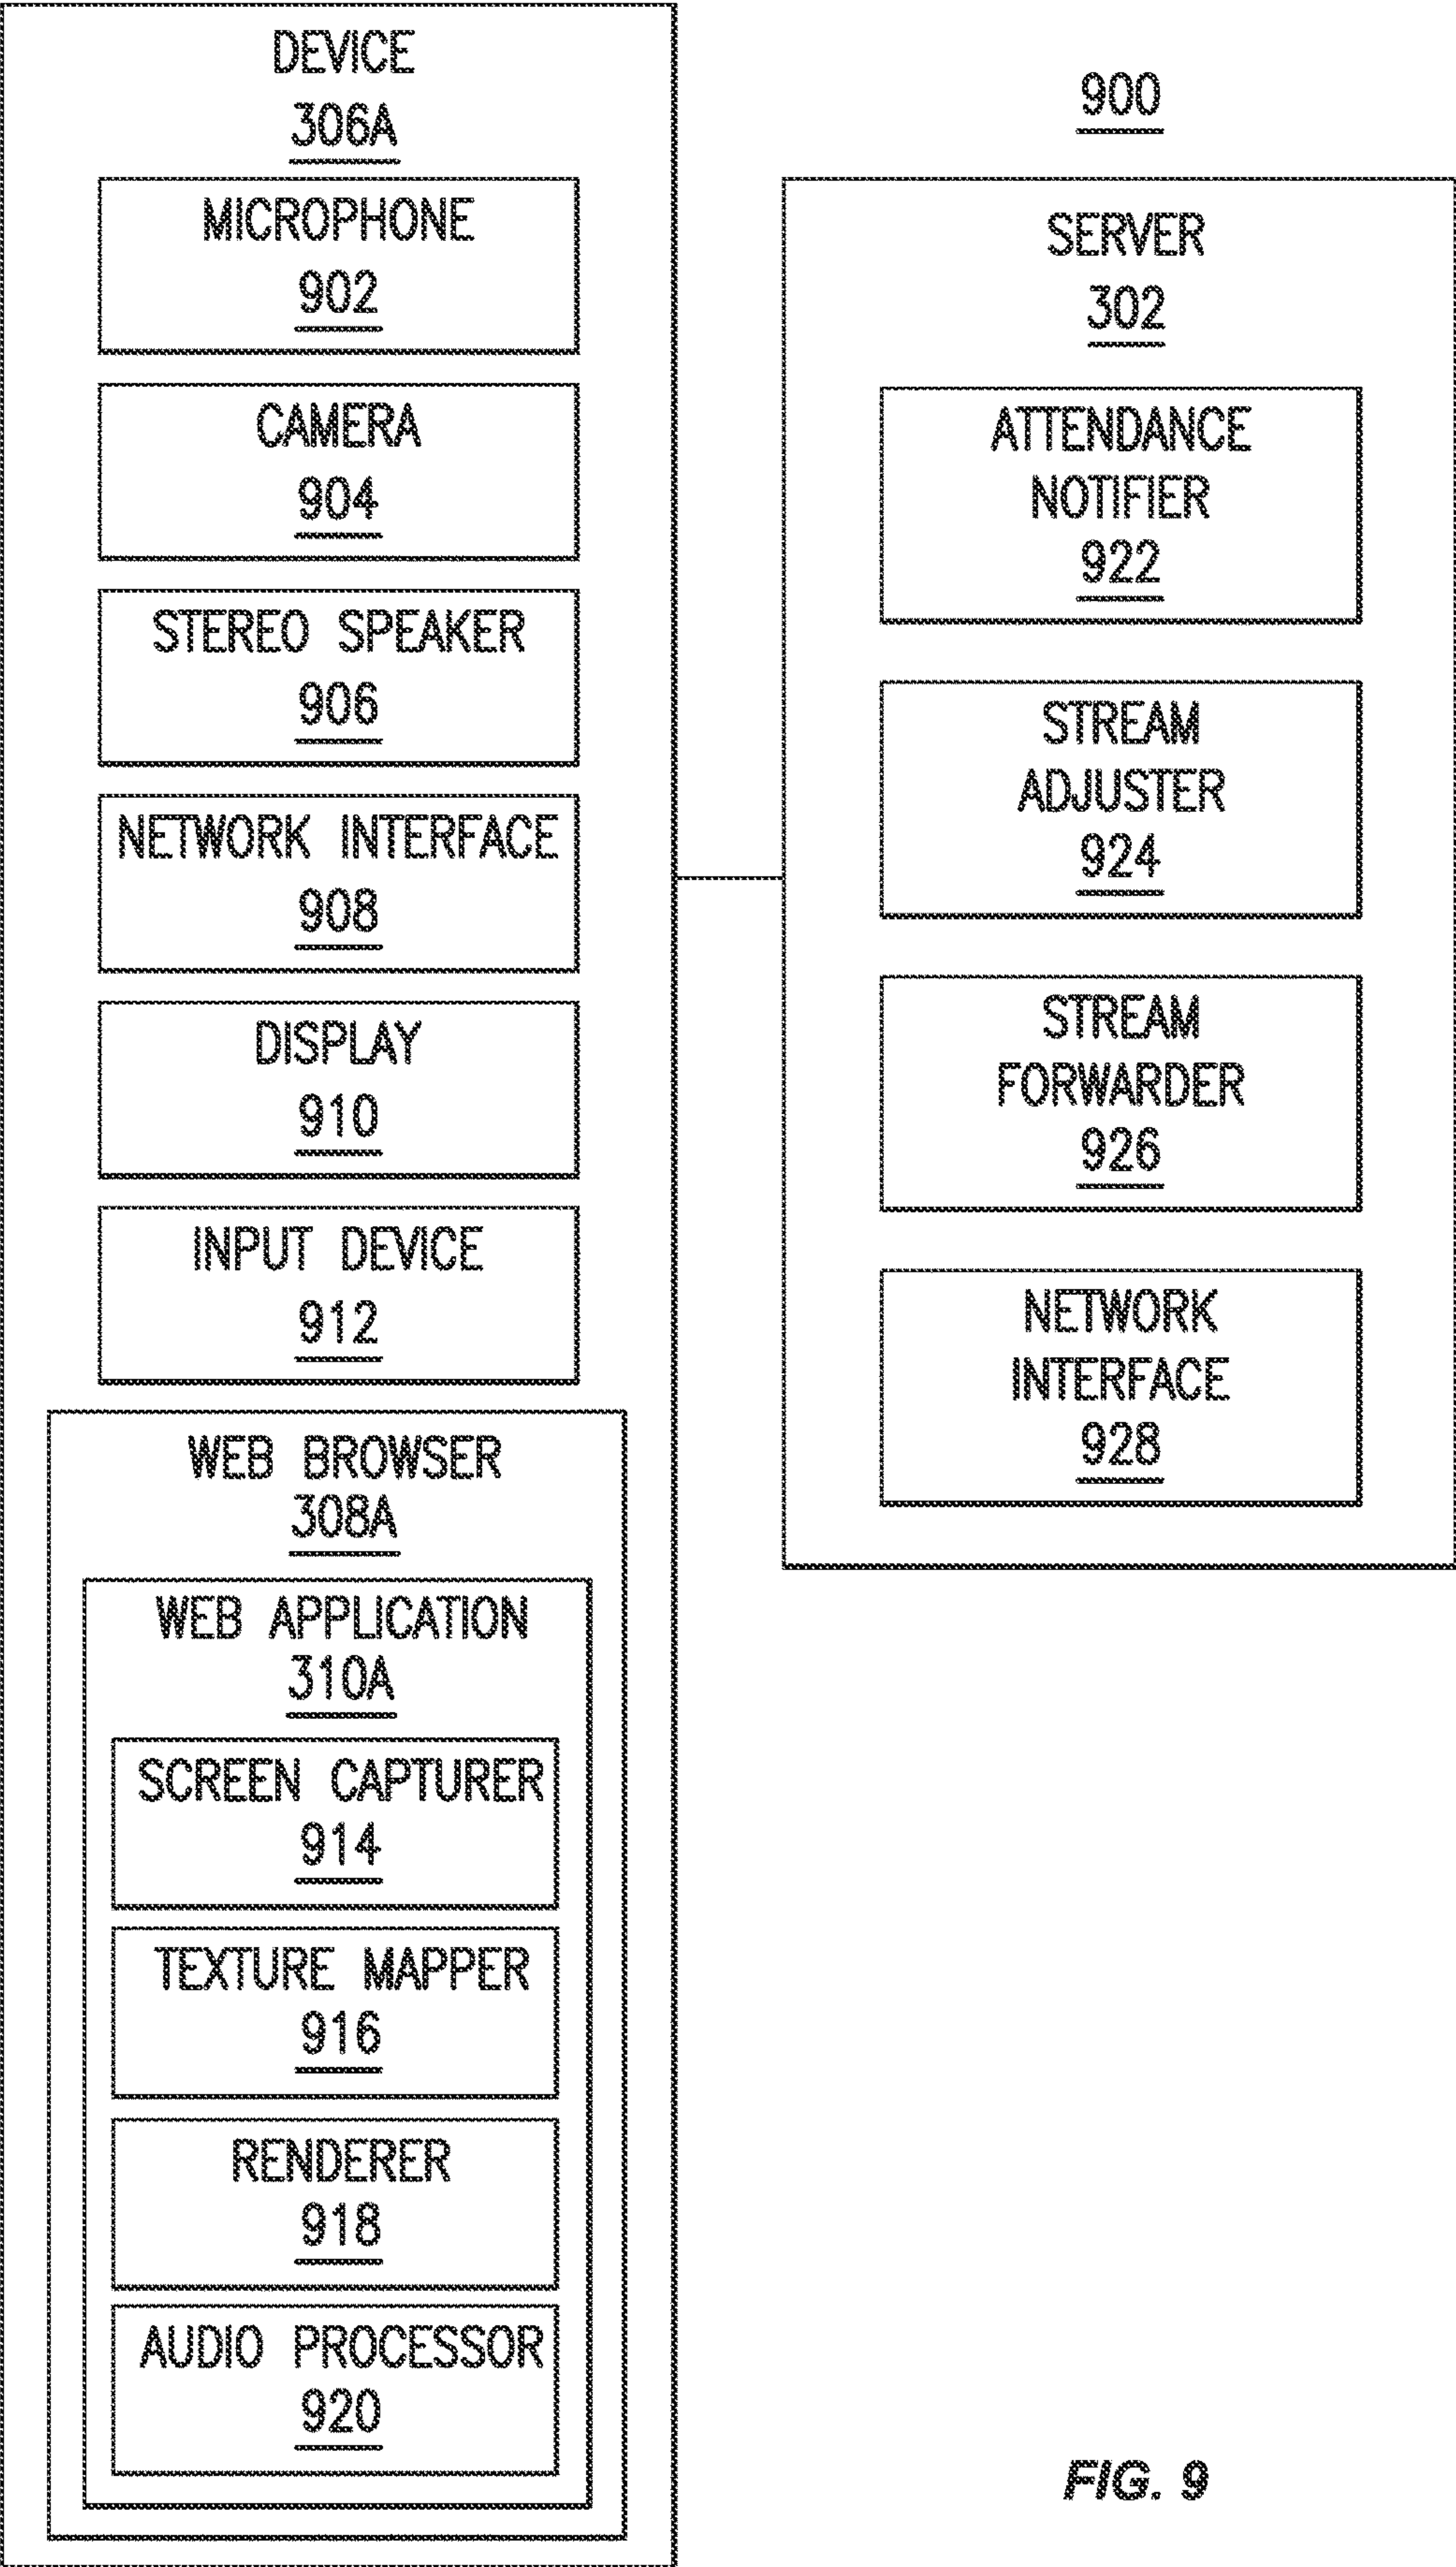 DEVICE
306A
MICROPHONE
902
CAMERA
904
STEREO SPEAKER
906
NETWORK INTERFACE
908
DISPLAY
910
INPUT DEVICE
912
WEB BROWSER
308A
WEB APPLICATION
310A
SCREEN CAPTURER
914
TEXTURE MAPPER
916
RENDERER
918
AUDIO PROCESSOR
920
900
SERVER
302
ATTENDANCE
NOTIFIER
922
STREAM
ADJUSTER
924
STREAM
FORWARDER
926
NETWORK
INTERFACE
928
FIG. 9